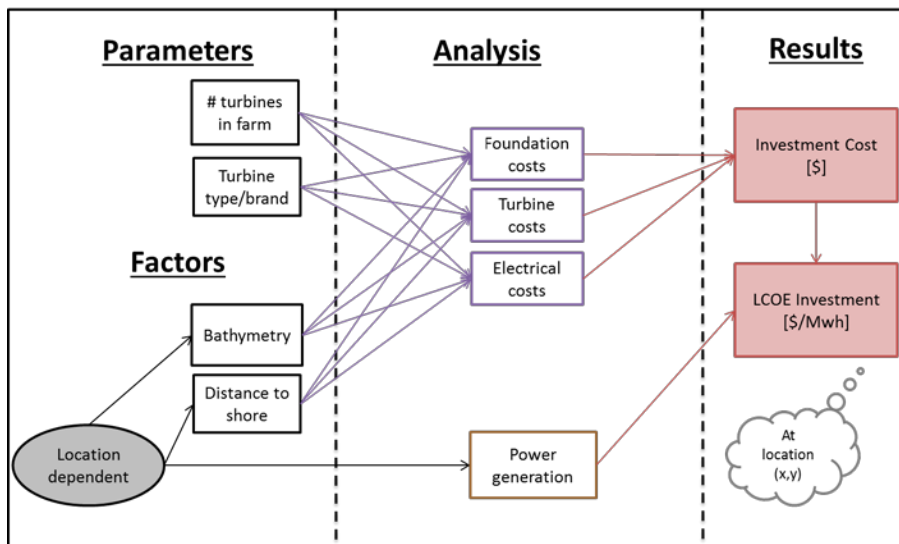 Parameters
# turbines
in farm
Turbine
type/brand
Factors
Bathymetry
Distance to
shore
Location
dependent
Analysis
Foundation
costs
Turbine
costs
Electrical
costs
Power
generation
Results
Investment Cost
[$]
LCOE Investment
[$/Mwh]
At
location
(x,y)